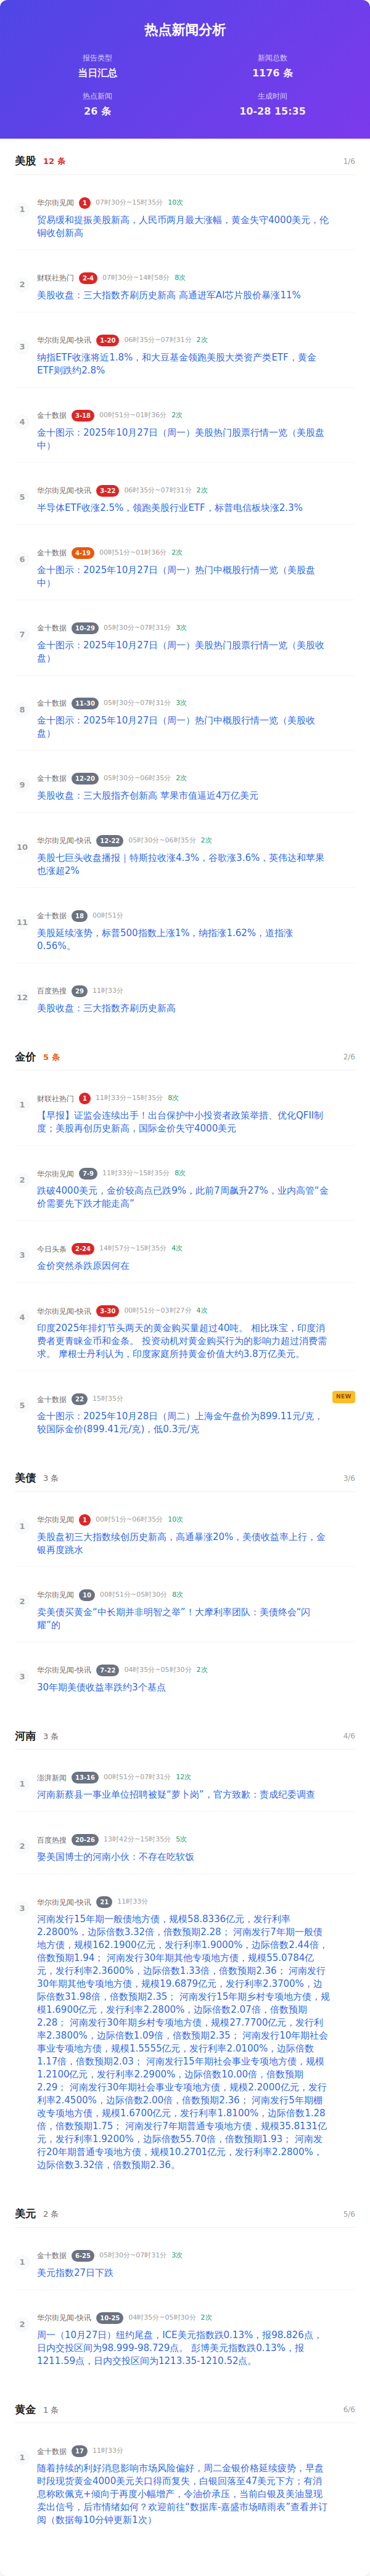 热点新闻分析
报告类型
当日汇总
新闻总数
1176 条
热点新闻
26 条
生成时间
10-28 15:35
美股 12 条 1/6
1
华尔街见闻 1 07时30分~15时35分 10次
贸易缓和提振美股新高，人民币两月最大涨幅，黄金失守4000美元，伦
铜收创新高
2
财联社热门 2-4 07时30分~14时58分 8次
美股收盘：三大指数齐刷历史新高 高通进军AI芯片股价暴涨11%
3
华尔街见闻-快讯 1-20 06时35分~07时31分 2次
纳指ETF收涨将近1.8%，和大豆基金领跑美股大类资产类ETF，黄金
ETF则跌约2.8%
4
金十数据 3-18 00时51分~01时36分 2次
金十图示：2025年10月27日（周一）美股热门股票行情一览（美股盘
中）
5
华尔街见闻-快讯 3-22 06时35分~07时31分 2次
半导体ETF收涨2.5%，领跑美股行业ETF，标普电信板块涨2.3%
6
金十数据 4-19 00时51分~01时36分 2次
金十图示：2025年10月27日（周一）热门中概股行情一览（美股盘
中）
7
金十数据 10-29 05时30分~07时31分 3次
金十图示：2025年10月27日（周一）美股热门股票行情一览（美股收
盘）
8
金十数据 11-30 05时30分~07时31分 3次
金十图示：2025年10月27日（周一）热门中概股行情一览（美股收
盘）
9
金十数据 12-20 05时30分~06时35分 2次
美股收盘：三大股指齐创新高 苹果市值逼近4万亿美元
10
华尔街见闻-快讯 12-22 05时30分~06时35分 2次
美股七巨头收盘播报｜特斯拉收涨4.3%，谷歌涨3.6%，英伟达和苹果
也涨超2%
11
金十数据 18 00时51分
美股延续涨势，标普500指数上涨1%，纳指涨1.62%，道指涨
0.56%。
12
百度热搜 29 11时33分
美股收盘：三大指数齐刷历史新高
金价 5 条 2/6
1
财联社热门 1 11时33分~15时35分 8次
【早报】证监会连续出手！出台保护中小投资者政策举措、优化QFII制
度；美股再创历史新高，国际金价失守4000美元
2
华尔街见闻 7-9 11时33分~15时35分 8次
跌破4000美元，金价较高点已跌9%，此前7周飙升27%，业内高管“金
价需要先下跌才能走高”
3
今日头条 2-24 14时57分~15时35分 4次
金价突然杀跌原因何在
4
华尔街见闻-快讯 3-30 00时51分~03时27分 4次
印度2025年排灯节头两天的黄金购买量超过40吨。 相比珠宝，印度消
费者更青睐金币和金条。 投资动机对黄金购买行为的影响力超过消费需
求。 摩根士丹利认为，印度家庭所持黄金价值大约3.8万亿美元。
5
金十数据 22 15时35分
NEW
金十图示：2025年10月28日（周二）上海金午盘价为899.11元/克，
较国际金价(899.41元/克)，低0.3元/克
美债 3 条 3/6
1
华尔街见闻 1 00时51分~06时35分 10次
美股盘初三大指数续创历史新高，高通暴涨20%，美债收益率上行，金
银再度跳水
2
华尔街见闻 10 00时51分~05时30分 8次
卖美债买黄金“中长期并非明智之举”！大摩利率团队：美债终会“闪
耀”的
3
华尔街见闻-快讯 7-22 04时35分~05时30分 2次
30年期美债收益率跌约3个基点
河南 3 条 4/6
1
澎湃新闻 13-16 00时51分~07时31分 12次
河南新蔡县一事业单位招聘被疑“萝卜岗”，官方致歉：责成纪委调查
2
百度热搜 20-26 13时42分~15时35分 5次
娶美国博士的河南小伙：不存在吃软饭
3
华尔街见闻-快讯 21 11时33分
河南发行15年期一般债地方债，规模58.8336亿元，发行利率
2.2800%，边际倍数3.32倍，倍数预期2.28； 河南发行7年期一般债
地方债，规模162.1900亿元，发行利率1.9000%，边际倍数2.44倍，
倍数预期1.94； 河南发行30年期其他专项地方债，规模55.0784亿
元，发行利率2.3600%，边际倍数1.33倍，倍数预期2.36； 河南发行
30年期其他专项地方债，规模19.6879亿元，发行利率2.3700%，边
际倍数31.98倍，倍数预期2.35； 河南发行15年期乡村专项地方债，规
模1.6900亿元，发行利率2.2800%，边际倍数2.07倍，倍数预期
2.28； 河南发行30年期乡村专项地方债，规模27.7700亿元，发行利
率2.3800%，边际倍数1.09倍，倍数预期2.35； 河南发行10年期社会
事业专项地方债，规模1.5555亿元，发行利率2.0100%，边际倍数
1.17倍，倍数预期2.03； 河南发行15年期社会事业专项地方债，规模
1.2100亿元，发行利率2.2900%，边际倍数10.00倍，倍数预期
2.29； 河南发行30年期社会事业专项地方债，规模2.2000亿元，发行
利率2.4500%，边际倍数2.00倍，倍数预期2.36； 河南发行5年期棚
改专项地方债，规模1.6700亿元，发行利率1.8100%，边际倍数1.28
倍，倍数预期1.75； 河南发行7年期普通专项地方债，规模35.8131亿
元，发行利率1.9200%，边际倍数55.70倍，倍数预期1.93； 河南发
行20年期普通专项地方债，规模10.2701亿元，发行利率2.2800%，
边际倍数3.32倍，倍数预期2.36。
美元 2 条 5/6
1
金十数据 6-25 05时30分~07时31分 3次
美元指数27日下跌
2
华尔街见闻-快讯 10-25 04时35分~05时30分 2次
周一（10月27日）纽约尾盘，ICE美元指数跌0.13%，报98.826点，
日内交投区间为98.999-98.729点。 彭博美元指数跌0.13%，报
1211.59点，日内交投区间为1213.35-1210.52点。
黄金 1 条 6/6
1
金十数据 17 11时33分
随着持续的利好消息影响市场风险偏好，周二金银价格延续疲势，早盘
时段现货黄金4000美元关口得而复失，白银回落至47美元下方；有消
息称欧佩克+倾向于再度小幅增产，令油价承压，当前白银及美油显现
卖出信号，后市情绪如何？欢迎前往“数据库-嘉盛市场晴雨表”查看并订
阅（数据每10分钟更新1次）